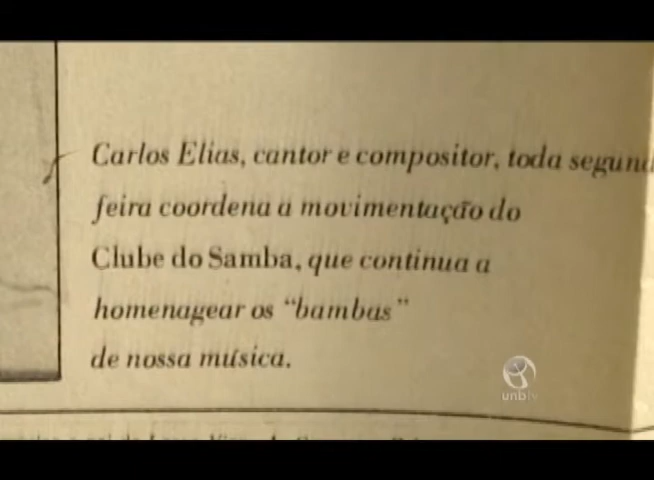 Carlos Elias, cantor e compositor, toda segund
feira coordena a movimentação do
Clube do Samba, que continua a
homenagear os "bambas"
de nossa música.
unbtv